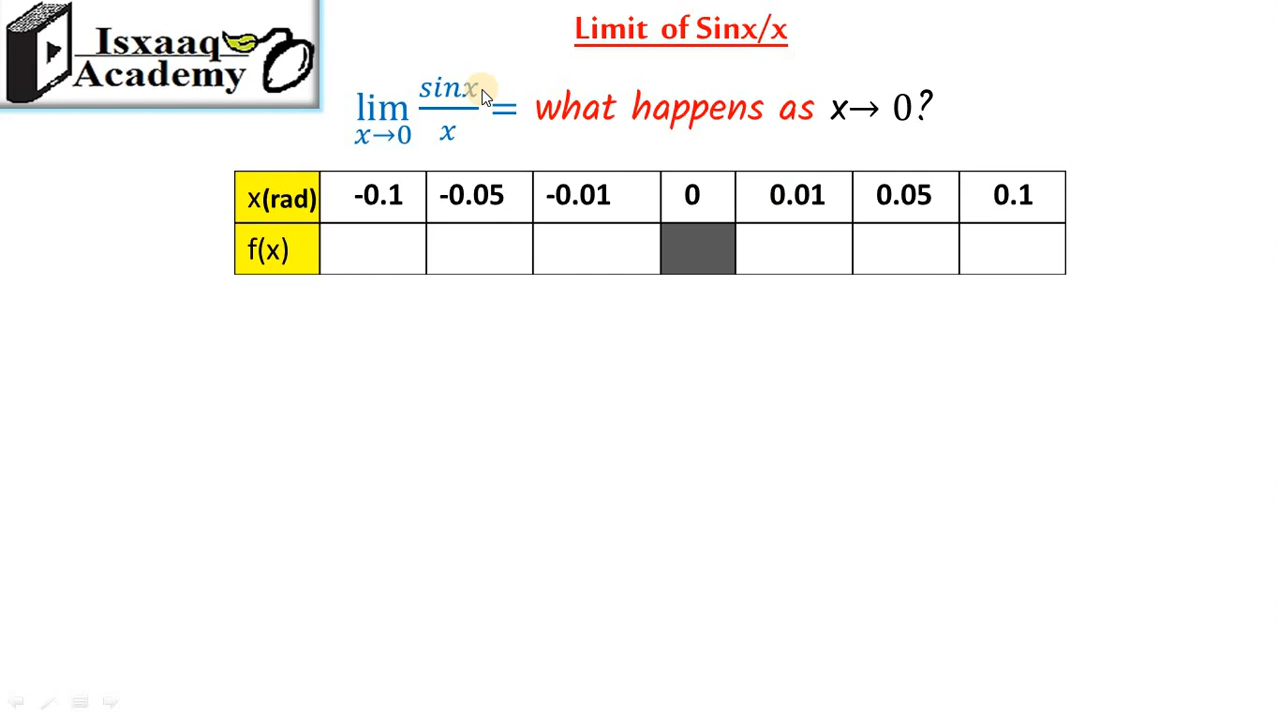 Isxaaq
Academy
Limit of Sinx/x
lim x→0 sinx/x = what happens as x→ 0?
x(rad) -0.1 -0.05 -0.01 0 0.01 0.05 0.1
f(x)